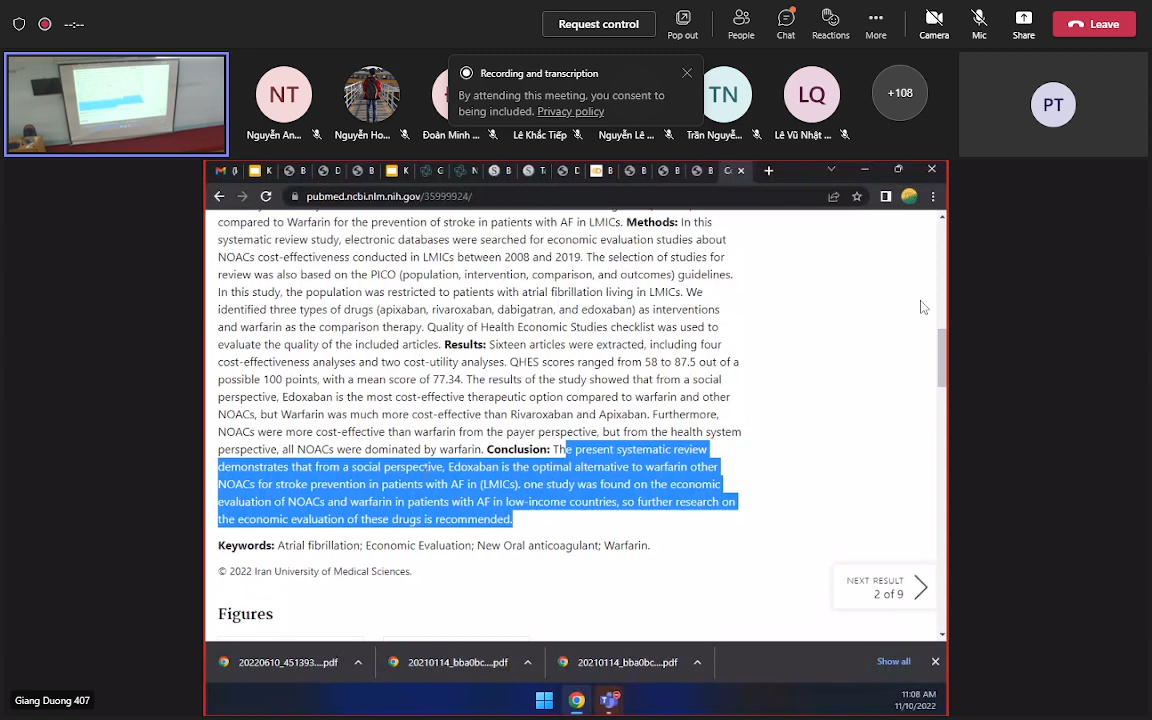 --:--
Request control
Pop out
People
Chat
Reactions
More
Camera
Mic
Share
Leave
Recording and transcription
By attending this meeting, you consent to
being included. Privacy policy
NT
TN
LQ
+108
PT
Nguyễn An...
Nguyễn Ho...
Đoàn Minh ...
Lê Khắc Tiếp
Nguyễn Lê ...
Trần Nguyễ...
Lê Vũ Nhật ...
pubmed.ncbi.nlm.nih.gov/35999924/
compared to Warfarin for the prevention of stroke in patients with AF in LMICs. Methods: In this
systematic review study, electronic databases were searched for economic evaluation studies about
NOACs cost-effectiveness conducted in LMICs between 2008 and 2019. The selection of studies for
review was also based on the PICO (population, intervention, comparison, and outcomes) guidelines.
In this study, the population was restricted to patients with atrial fibrillation living in LMICs. We
identified three types of drugs (apixaban, rivaroxaban, dabigatran, and edoxaban) as interventions
and warfarin as the comparison therapy. Quality of Health Economic Studies checklist was used to
evaluate the quality of the included articles. Results: Sixteen articles were extracted, including four
cost-effectiveness analyses and two cost-utility analyses. QHES scores ranged from 58 to 87.5 out of a
possible 100 points, with a mean score of 77.34. The results of the study showed that from a social
perspective, Edoxaban is the most cost-effective therapeutic option compared to warfarin and other
NOACs, but Warfarin was much more cost-effective than Rivaroxaban and Apixaban. Furthermore,
NOACs were more cost-effective than warfarin from the payer perspective, but from the health system
perspective, all NOACs were dominated by warfarin. Conclusion: The present systematic review
demonstrates that from a social perspective, Edoxaban is the optimal alternative to warfarin other
NOACs for stroke prevention in patients with AF in (LMICs). one study was found on the economic
evaluation of NOACs and warfarin in patients with AF in low-income countries, so further research on
the economic evaluation of these drugs is recommended.
Keywords: Atrial fibrillation; Economic Evaluation; New Oral anticoagulant; Warfarin.
© 2022 Iran University of Medical Sciences.
NEXT RESULT
2 of 9
Figures
20220610_451393....pdf
20210114_bba0bc....pdf
20210114_bba0bc....pdf
Show all
11:08 AM
11/10/2022
Giang Duong 407